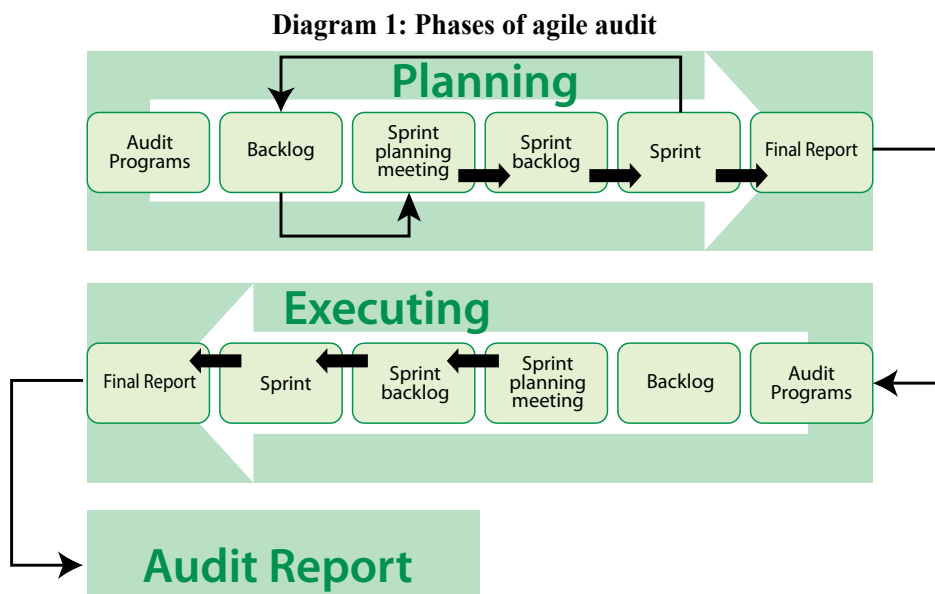 Diagram 1: Phases of agile audit
Planning
Audit
Programs
Backlog
Sprint
planning
meeting
Sprint
backlog
Sprint
Final Report
Executing
Final Report
Sprint
Sprint
backlog
Sprint
planning
meeting
Backlog
Audit
Programs
Audit Report